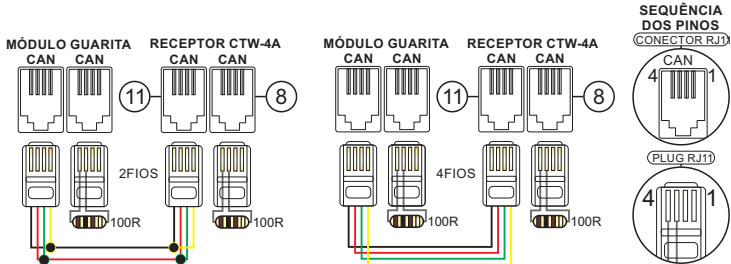 MÓDULO GUARITA
CAN CAN
RECEPTOR CTW-4A
CAN CAN
11
8
2FIOS
100R
100R
MÓDULO GUARITA
CAN CAN
RECEPTOR CTW-4A
CAN CAN
11
8
4FIOS
100R
100R
SEQUÊNCIA
DOS PINOS
CONECTOR RJ11
CAN
4 1
PLUG RJ11
4 1